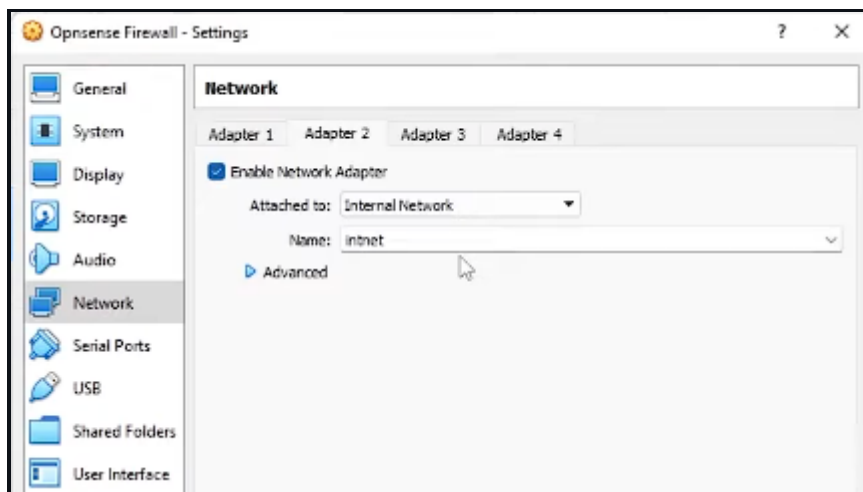 Opnsense Firewall - Settings ?
General
System
Display
Storage
Audio
Network
Serial Ports
USB
Shared Folders
User Interface
Network
Adapter 1 Adapter 2 Adapter 3 Adapter 4
Enable Network Adapter
Attached to: Internal Network
Name: intnet
Advanced